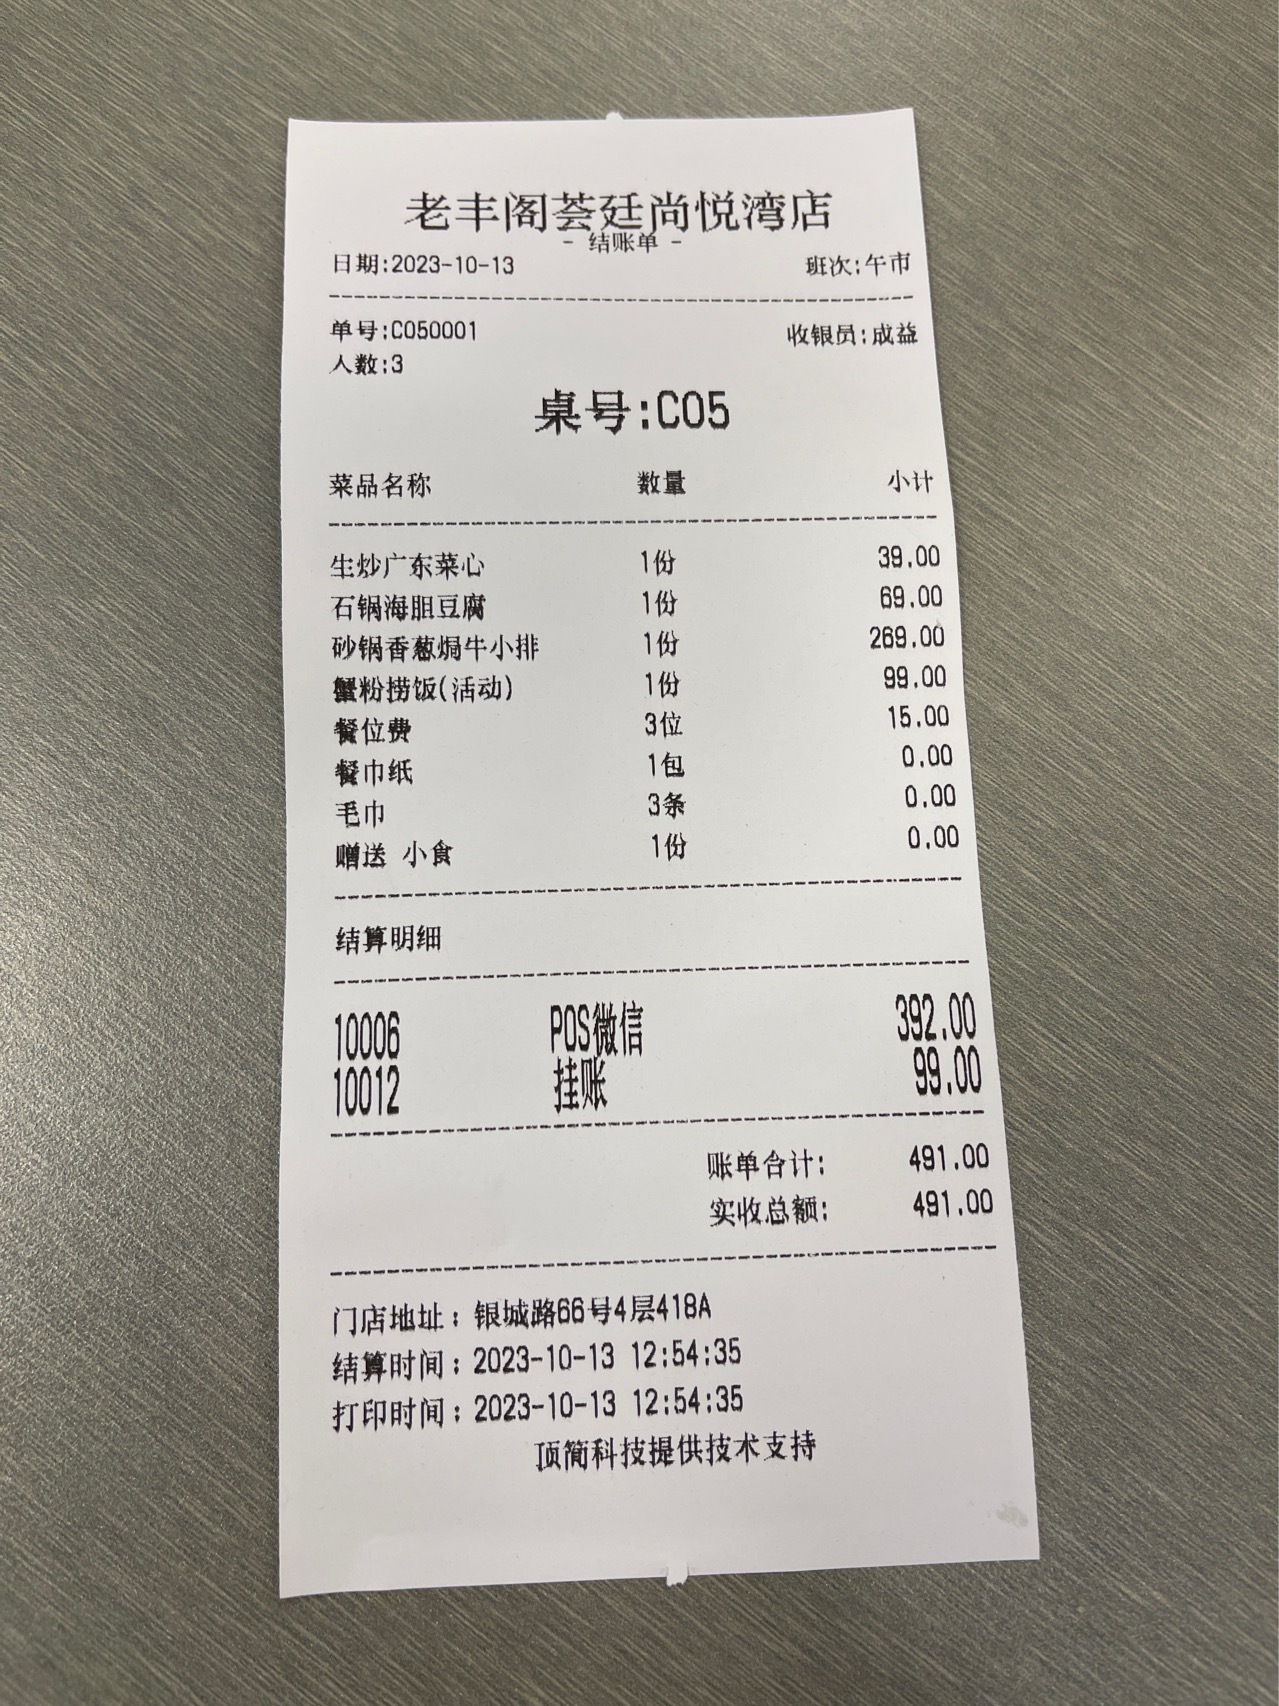 老丰阁荟廷尚悦湾店
- 结账单 -
日期:2023-10-13 班次:午市
单号:C050001 收银员:成益
人数:3
桌号:C05
菜品名称 数量 小计
生炒广东菜心 1份 39.00
石锅海胆豆腐 1份 69.00
砂锅香葱焗牛小排 1份 269.00
蟹粉捞饭(活动) 1份 99.00
餐位费 3位 15.00
餐巾纸 1包 0.00
毛巾 3条 0.00
赠送 小食 1份 0.00
结算明细
10006 POS微信 392.00
10012 挂账 99.00
账单合计: 491.00
实收总额: 491.00
门店地址：银城路66号4层418A
结算时间：2023-10-13 12:54:35
打印时间：2023-10-13 12:54:35
顶简科技提供技术支持